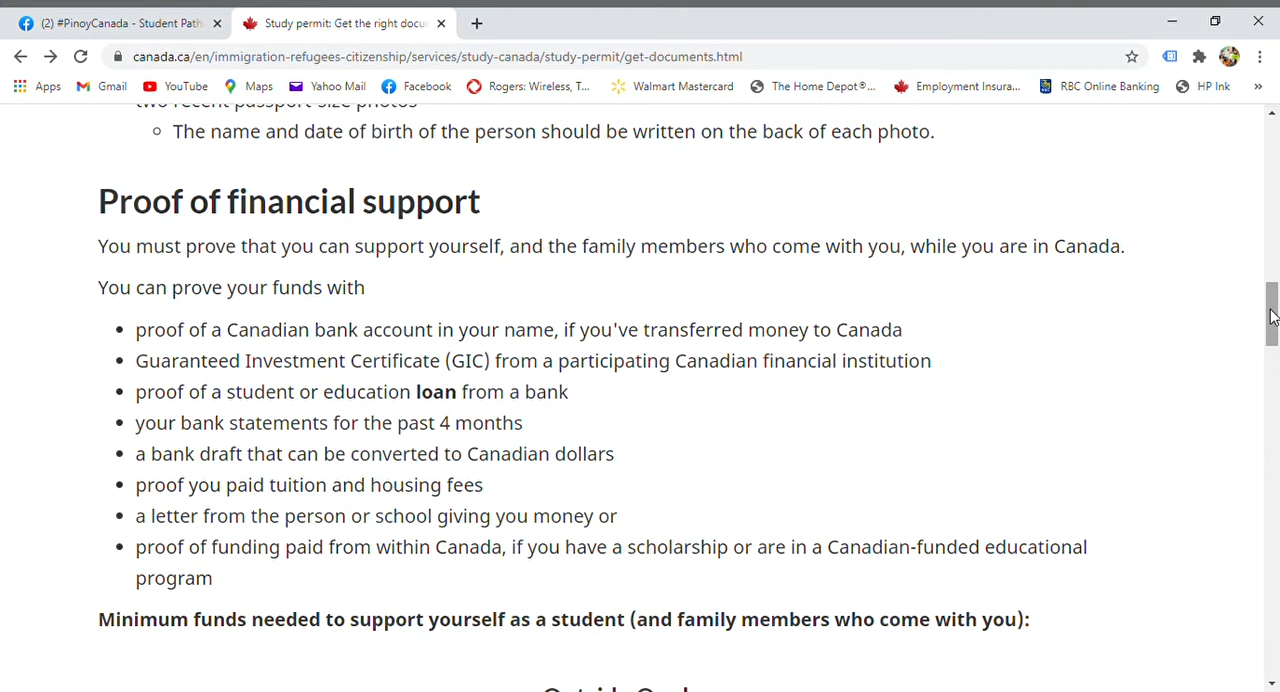 (2) #PinoyCanada - Student Path
Study permit: Get the right docu
canada.ca/en/immigration-refugees-citizenship/services/study-canada/study-permit/get-documents.html
Apps Gmail YouTube Maps Yahoo Mail Facebook Rogers: Wireless, T... Walmart Mastercard The Home Depot®... Employment Insura... RBC Online Banking HP Ink »
two recent passport-size photos
The name and date of birth of the person should be written on the back of each photo.
Proof of financial support
You must prove that you can support yourself, and the family members who come with you, while you are in Canada.
You can prove your funds with
proof of a Canadian bank account in your name, if you've transferred money to Canada
Guaranteed Investment Certificate (GIC) from a participating Canadian financial institution
proof of a student or education loan from a bank
your bank statements for the past 4 months
a bank draft that can be converted to Canadian dollars
proof you paid tuition and housing fees
a letter from the person or school giving you money or
proof of funding paid from within Canada, if you have a scholarship or are in a Canadian-funded educational
program
Minimum funds needed to support yourself as a student (and family members who come with you):